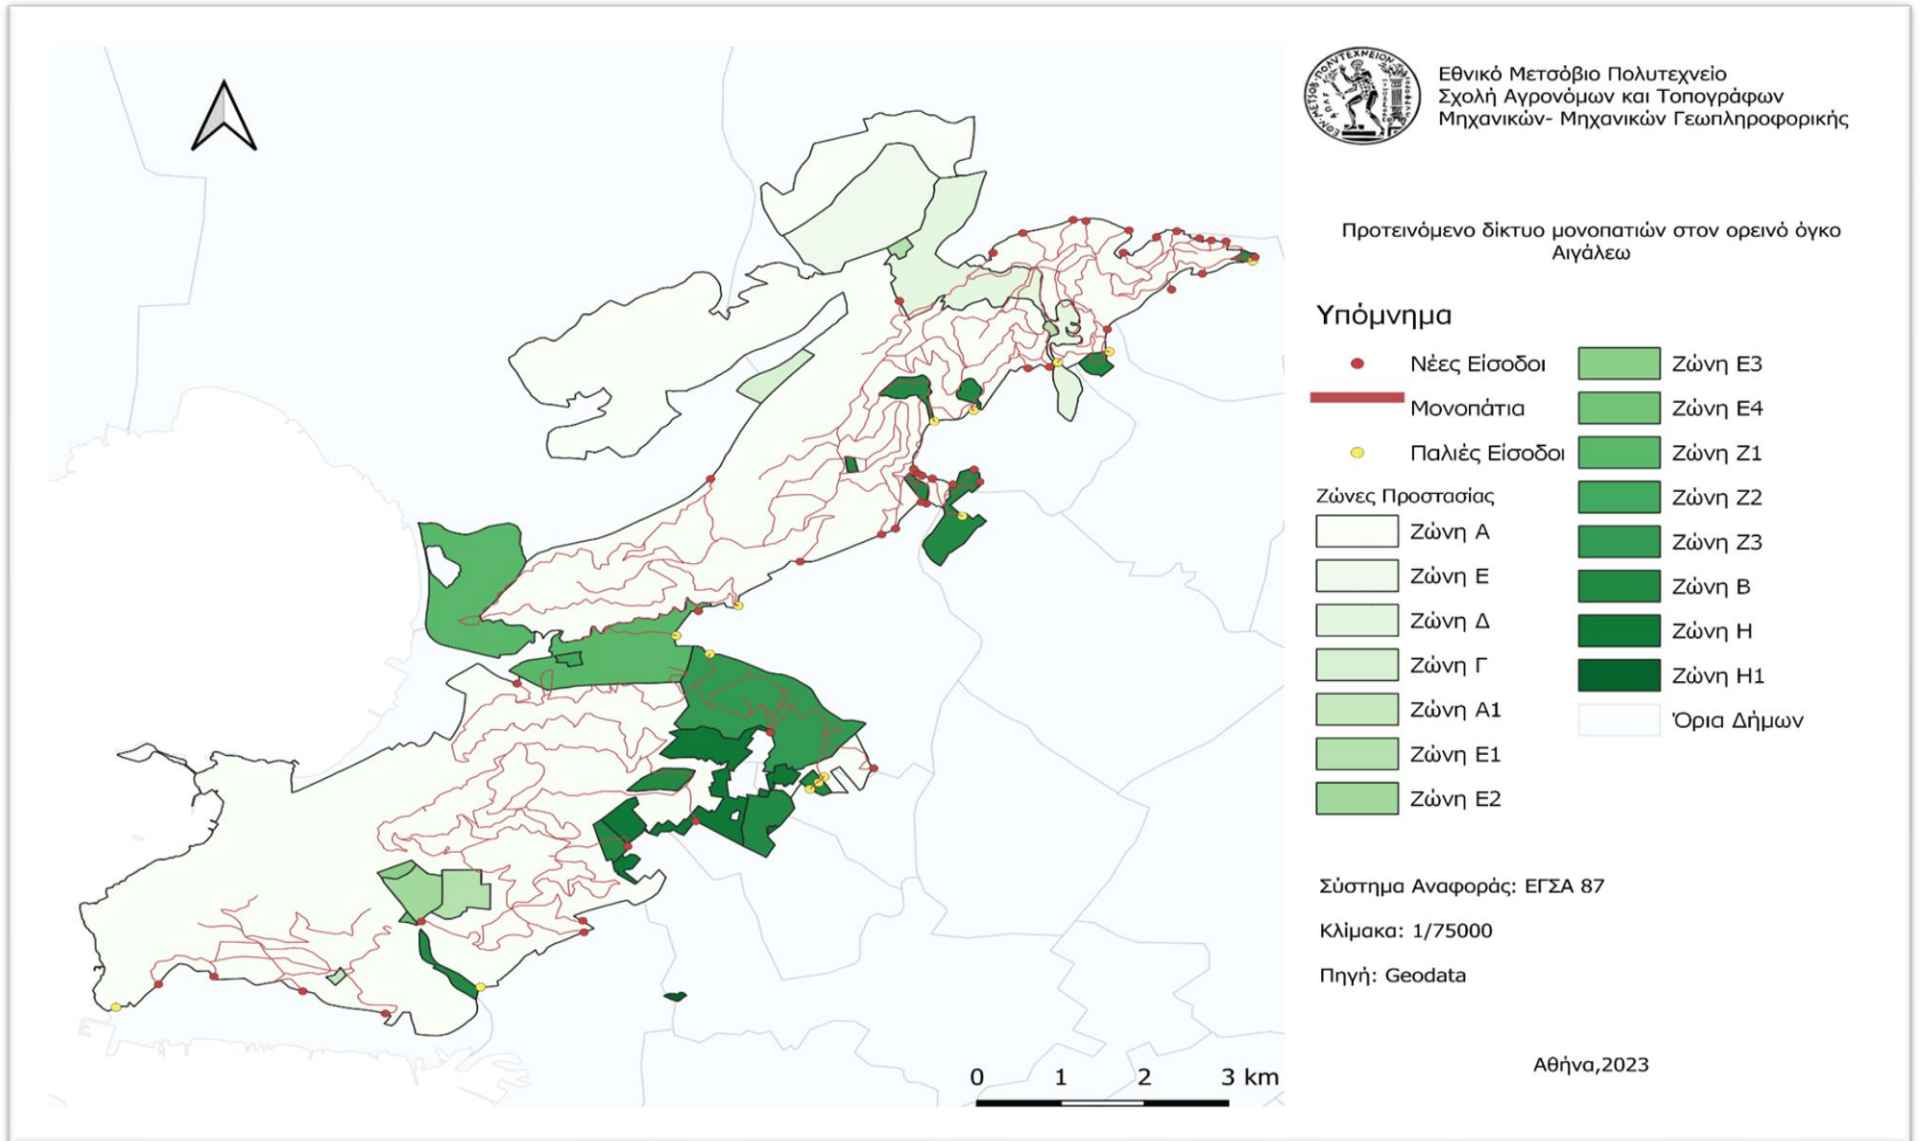 Εθνικό Μετσόβιο Πολυτεχνείο
Σχολή Αγρονόμων και Τοπογράφων
Μηχανικών- Μηχανικών Γεωπληροφορικής
Προτεινόμενο δίκτυο μονοπατιών στον ορεινό όγκο
Αιγάλεω
Υπόμνημα
Νέες Είσοδοι
Μονοπάτια
Παλιές Είσοδοι
Ζώνες Προστασίας
Ζώνη Α
Ζώνη Ε
Ζώνη Δ
Ζώνη Γ
Ζώνη Α1
Ζώνη Ε1
Ζώνη Ε2
Ζώνη Ε3
Ζώνη Ε4
Ζώνη Ζ1
Ζώνη Ζ2
Ζώνη Ζ3
Ζώνη Β
Ζώνη Η
Ζώνη Η1
Όρια Δήμων
Σύστημα Αναφοράς: ΕΓΣΑ 87
Κλίμακα: 1/75000
Πηγή: Geodata
Αθήνα,2023
0 1 2 3 km